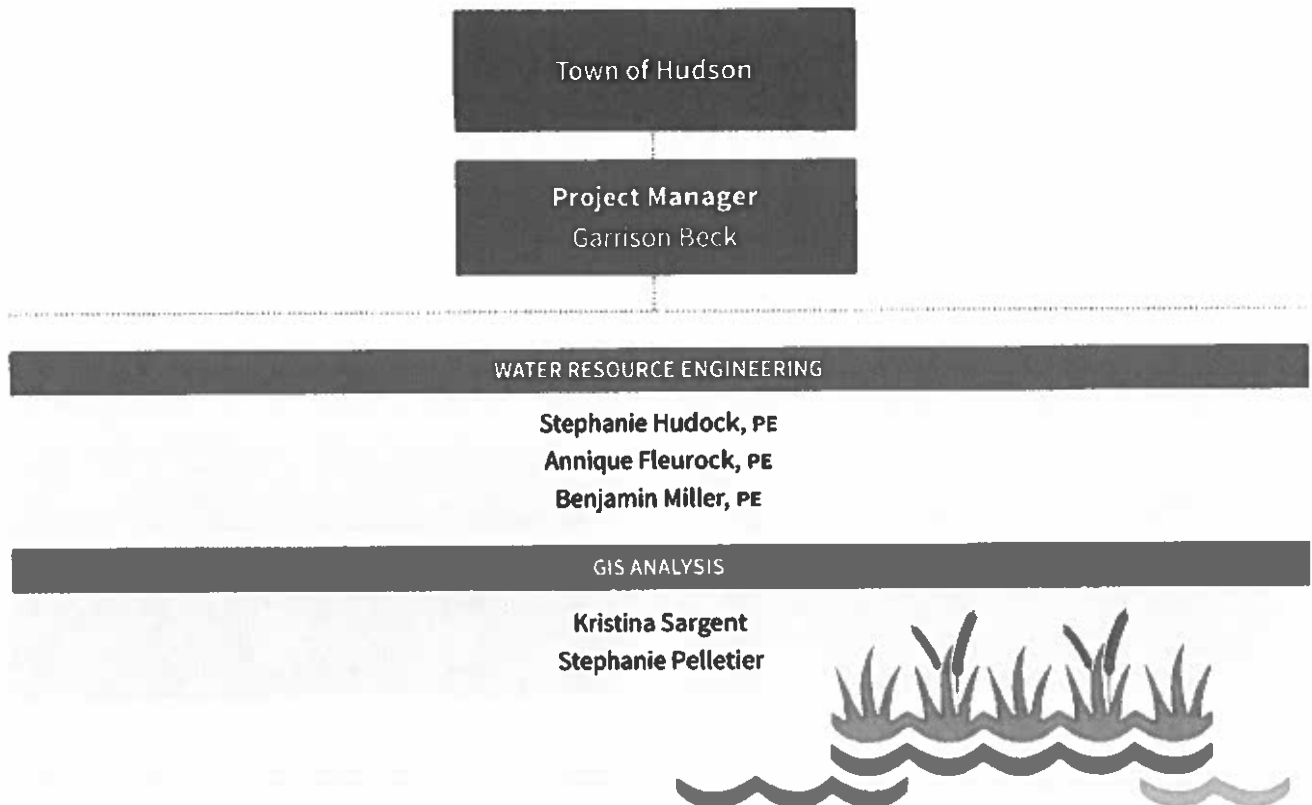 Town of Hudson
Project Manager
Garrison Beck
WATER RESOURCE ENGINEERING
Stephanie Hudock, PE
Annique Fleurock, PE
Benjamin Miller, PE
GIS ANALYSIS
Kristina Sargent
Stephanie Pelletier